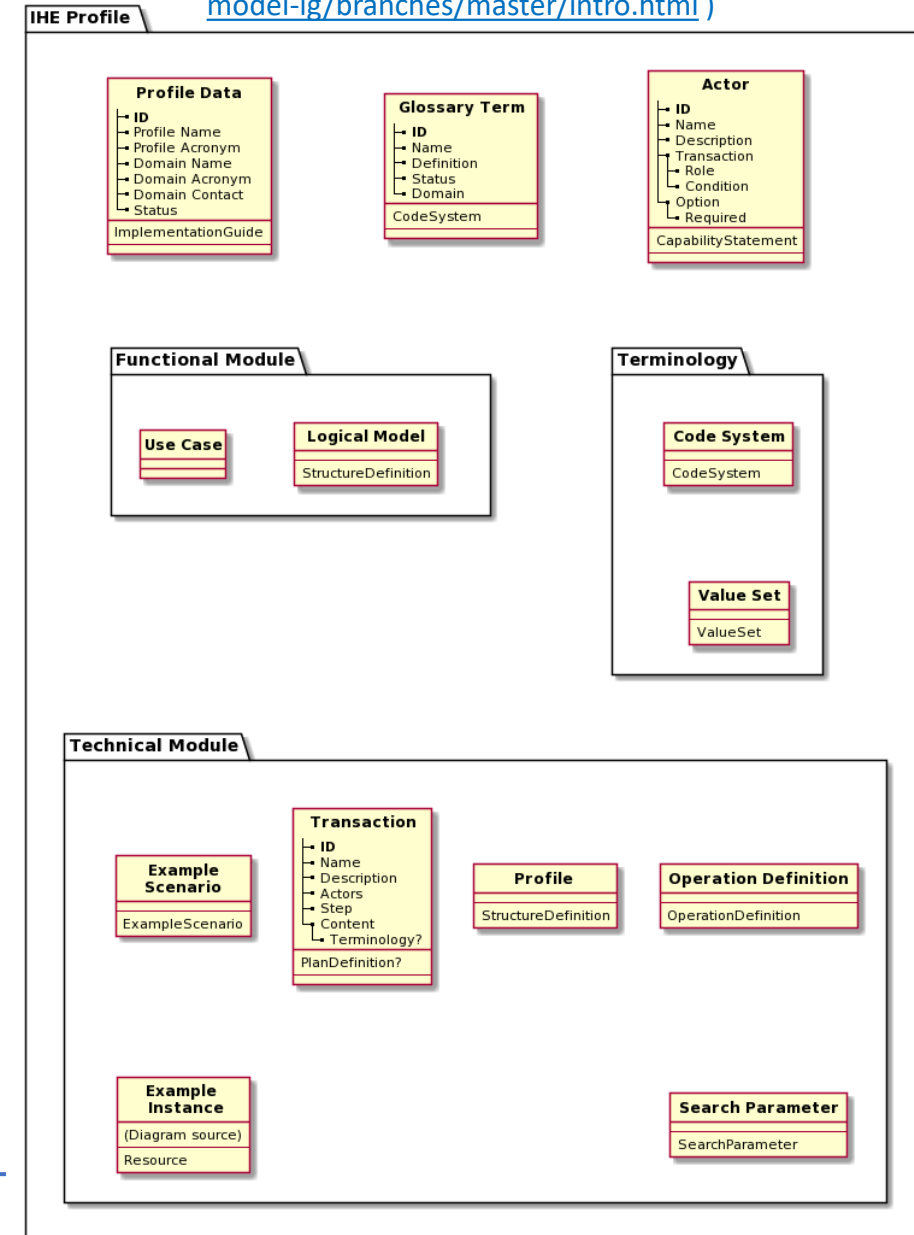 model-ig/branches/master/intro.html )
IHE Profile
Profile Data
ID
Profile Name
Profile Acronym
Domain Name
Domain Acronym
Domain Contact
Status
ImplementationGuide
Glossary Term
ID
Name
Definition
Status
Domain
CodeSystem
Actor
ID
Name
Description
Transaction
Role
Condition
Option
Required
CapabilityStatement
Functional Module
Use Case
Logical Model
StructureDefinition
Terminology
Code System
CodeSystem
Value Set
ValueSet
Technical Module
Example
Scenario
ExampleScenario
Transaction
ID
Name
Description
Actors
Step
Content
Terminology?
PlanDefinition?
Profile
StructureDefinition
Operation Definition
OperationDefinition
Example
Instance
(Diagram source)
Resource
Search Parameter
SearchParameter